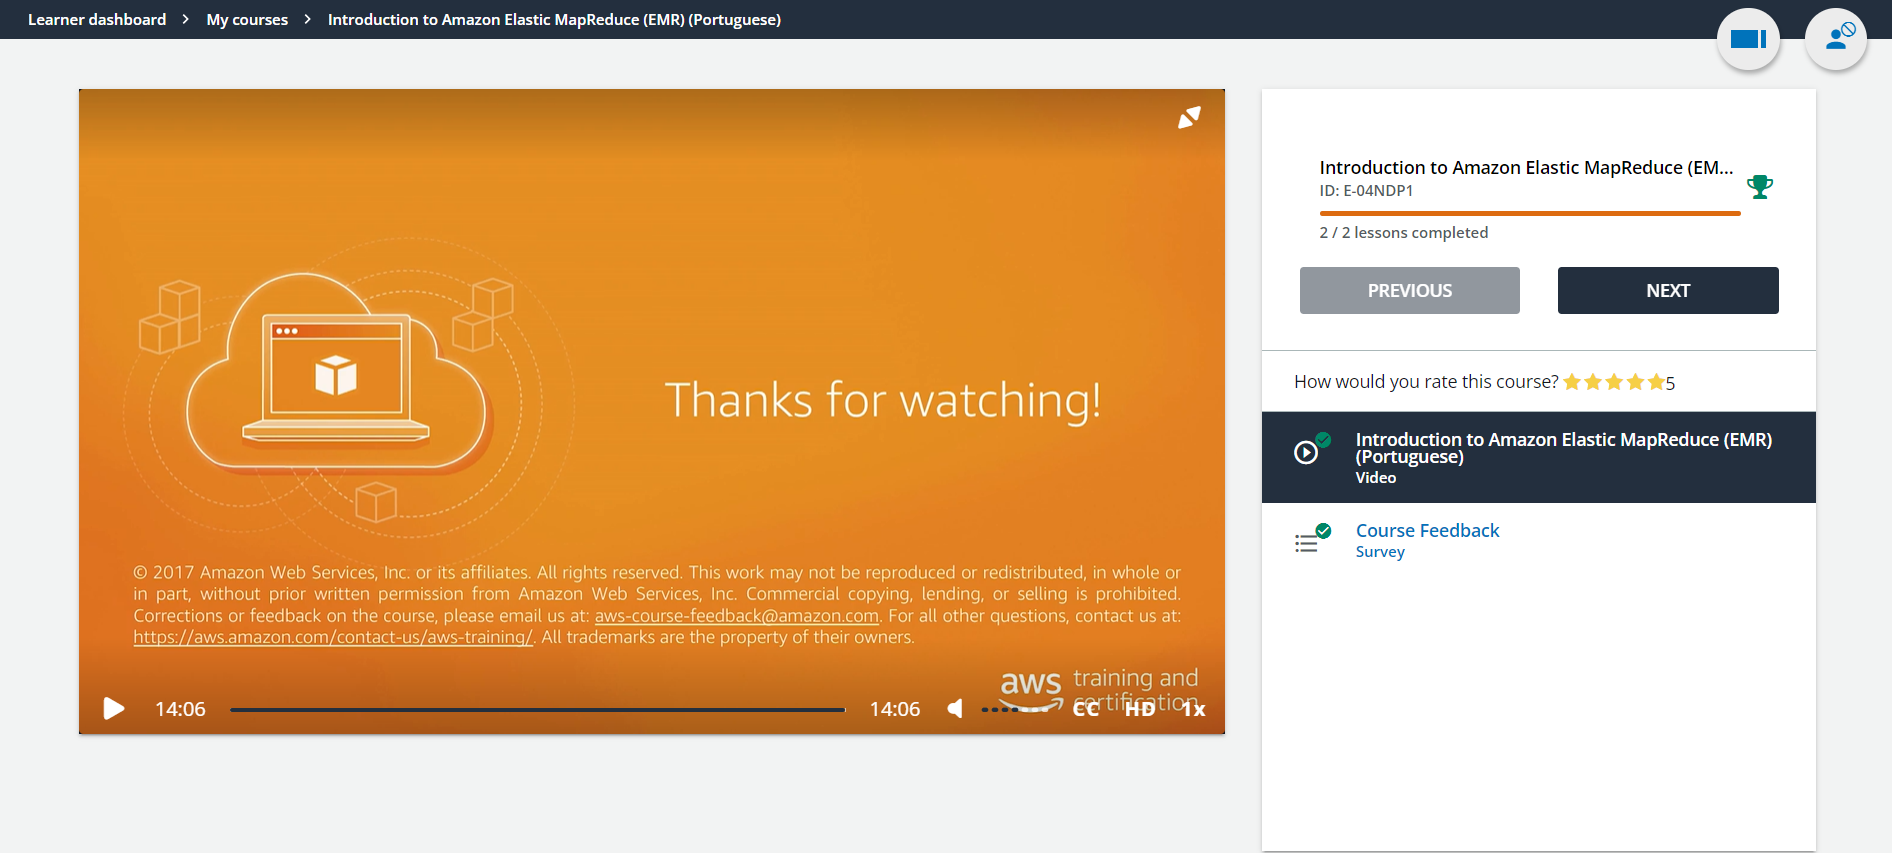 Learner dashboard > My courses > Introduction to Amazon Elastic MapReduce (EMR) (Portuguese)
Thanks for watching!
© 2017 Amazon Web Services, Inc. or its affiliates. All rights reserved. This work may not be reproduced or redistributed, in whole or
in part, without prior written permission from Amazon Web Services, Inc. Commercial copying, lending, or selling is prohibited.
Corrections or feedback on the course, please email us at: aws-course-feedback@amazon.com. For all other questions, contact us at:
https://aws.amazon.com/contact-us/aws-training/. All trademarks are the property of their owners.
aws training and
certification
14:06 14:06 CC HD 1x
Introduction to Amazon Elastic MapReduce (EM...
ID: E-04NDP1
2 / 2 lessons completed
PREVIOUS NEXT
How would you rate this course? 5
Introduction to Amazon Elastic MapReduce (EMR)
(Portuguese)
Video
Course Feedback
Survey